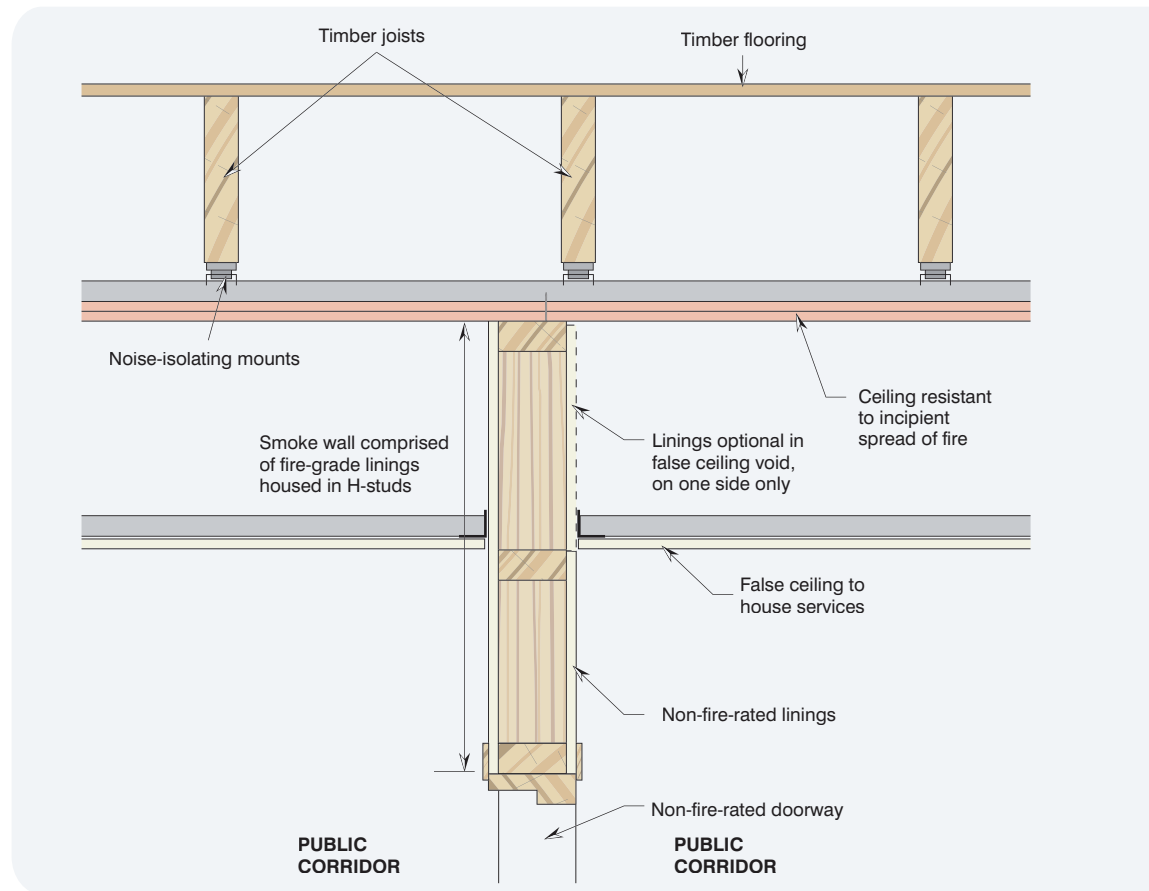 Timber joists
Timber flooring
Noise-isolating mounts
Ceiling resistant
to incipient
spread of fire
Smoke wall comprised
of fire-grade linings
housed in H-studs
Linings optional in
false ceiling void,
on one side only
False ceiling to
house services
Non-fire-rated linings
Non-fire-rated doorway
PUBLIC
CORRIDOR
PUBLIC
CORRIDOR